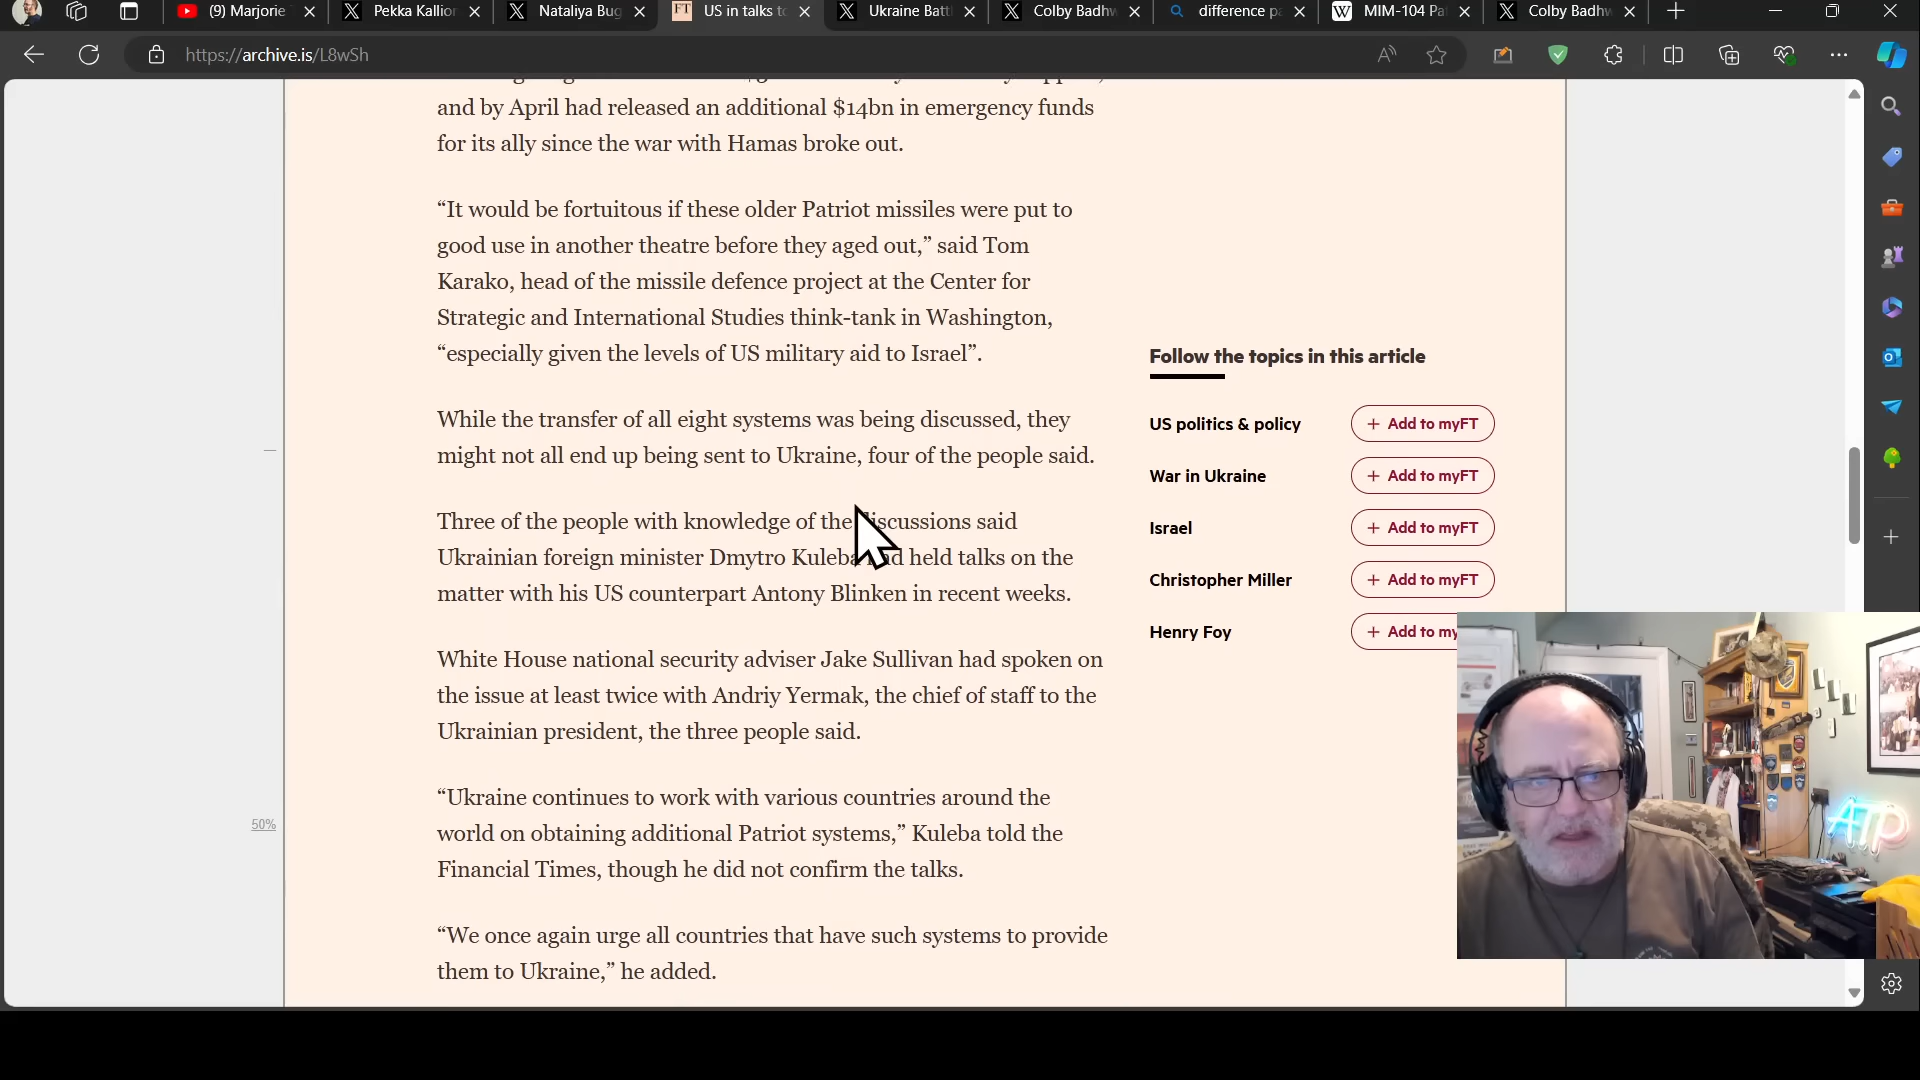 (9) Marjorie
Pekka Kallior
Nataliya Bug
US in talks to
Ukraine Batt
Colby Badhw
difference pa
MIM-104 Pa
Colby Badhw
https://archive.is/L8wSh
and by April had released an additional $14bn in emergency funds
for its ally since the war with Hamas broke out.
“It would be fortuitous if these older Patriot missiles were put to
good use in another theatre before they aged out,” said Tom
Karako, head of the missile defence project at the Center for
Strategic and International Studies think-tank in Washington,
“especially given the levels of US military aid to Israel”.
While the transfer of all eight systems was being discussed, they
might not all end up being sent to Ukraine, four of the people said.
Three of the people with knowledge of the discussions said
Ukrainian foreign minister Dmytro Kuleba had held talks on the
matter with his US counterpart Antony Blinken in recent weeks.
White House national security adviser Jake Sullivan had spoken on
the issue at least twice with Andriy Yermak, the chief of staff to the
Ukrainian president, the three people said.
50%
“Ukraine continues to work with various countries around the
world on obtaining additional Patriot systems,” Kuleba told the
Financial Times, though he did not confirm the talks.
“We once again urge all countries that have such systems to provide
them to Ukraine,” he added.
Follow the topics in this article
US politics & policy + Add to myFT
War in Ukraine + Add to myFT
Israel + Add to myFT
Christopher Miller + Add to myFT
Henry Foy + Add to my
ATP